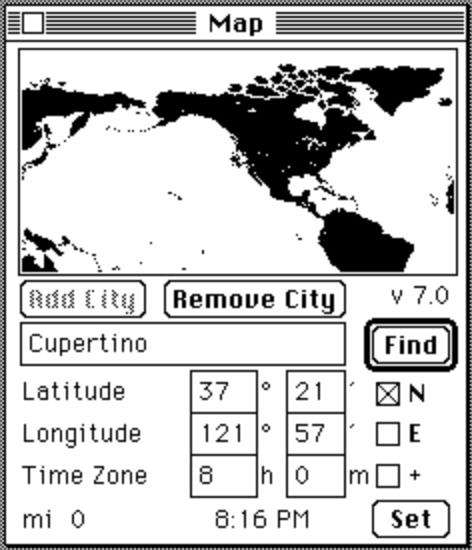 Map
Add City Remove City v 7.0
Cupertino Find
Latitude 37 ° 21 ′ N
Longitude 121 ° 57 ′ E
Time Zone 8 h 0 m +
mi 0 8:16 PM Set